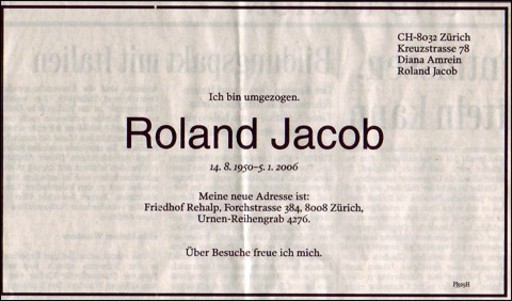 CH-8032 Zürich
Kreuzstrasse 78
Diana Amrein
Roland Jacob
Ich bin umgezogen.
Roland Jacob
14. 8. 1950–5. 1. 2006
Meine neue Adresse ist:
Friedhof Rehalp, Forchstrasse 384, 8008 Zürich,
Urnen-Reihengrab 4276.
Über Besuche freue ich mich.